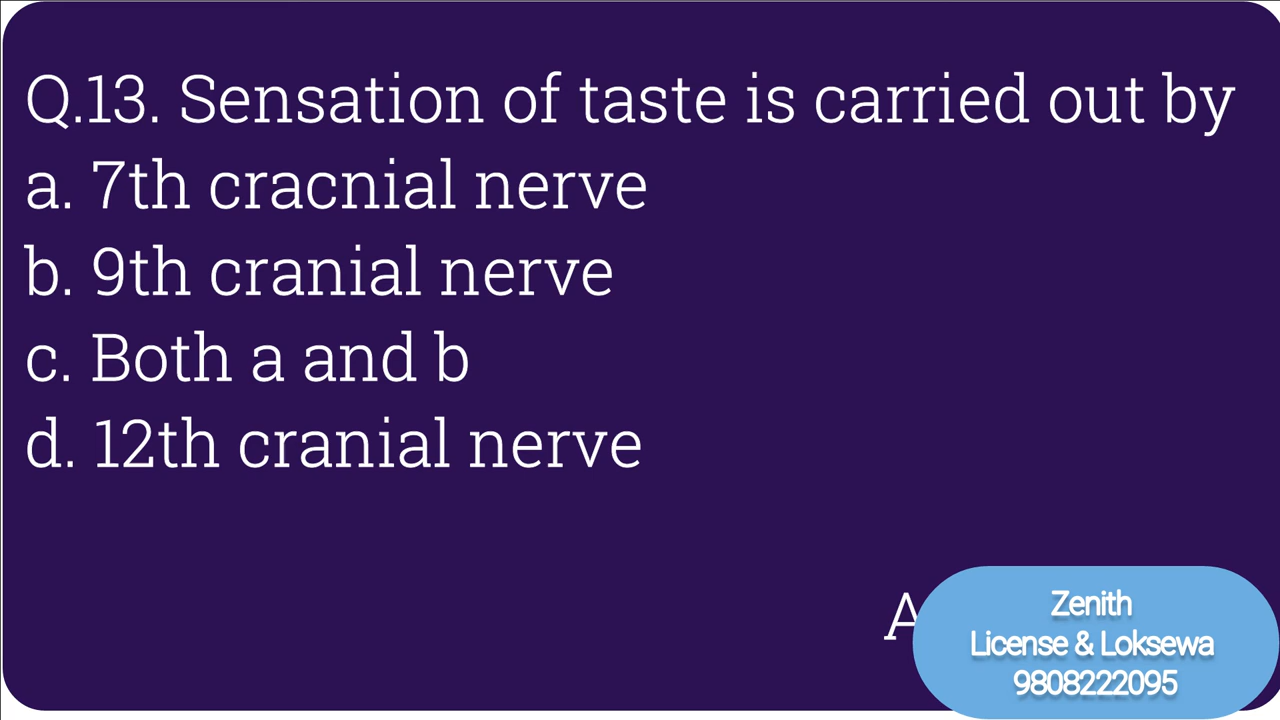 Q.13. Sensation of taste is carried out by
a. 7th cracnial nerve
b. 9th cranial nerve
c. Both a and b
d. 12th cranial nerve
Zenith
License & Loksewa
9808222095